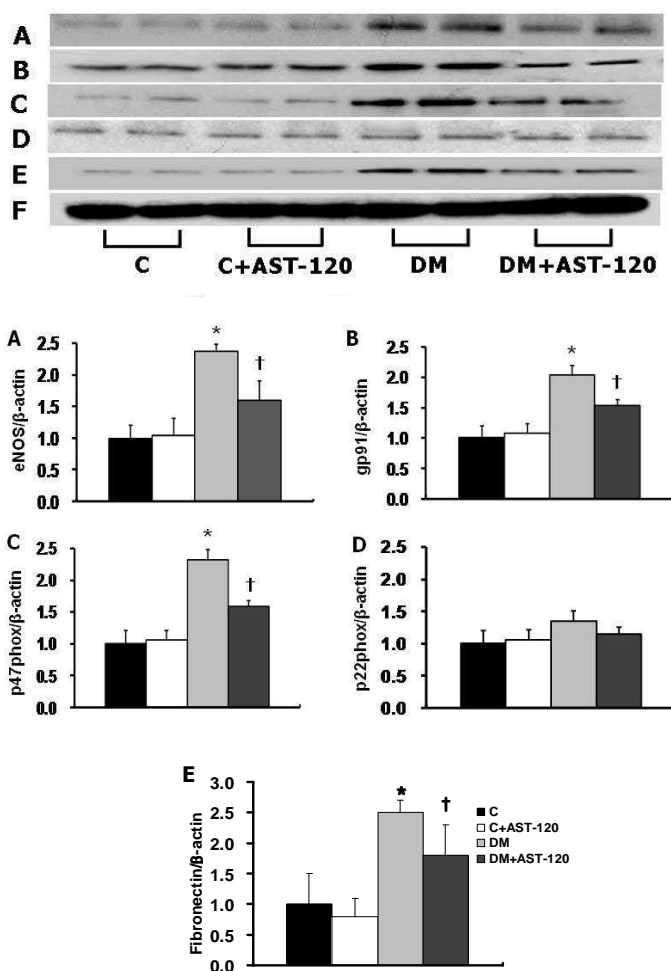 A
B
C
D
E
F
C C+AST-120 DM DM+AST-120
A
eNOS/β-actin
2.5
2.0
1.5
1.0
0.5
0.0
*
†
B
gp91/β-actin
2.5
2.0
1.5
1.0
0.5
0.0
*
†
C
p47phox/β-actin
2.5
2.0
1.5
1.0
0.5
0.0
*
†
D
p22phox/β-actin
2.5
2.0
1.5
1.0
0.5
0.0
E
Fibronectin/β-actin
3.0
2.5
2.0
1.5
1.0
0.5
0.0
*
†
C
C+AST-120
DM
DM+AST-120